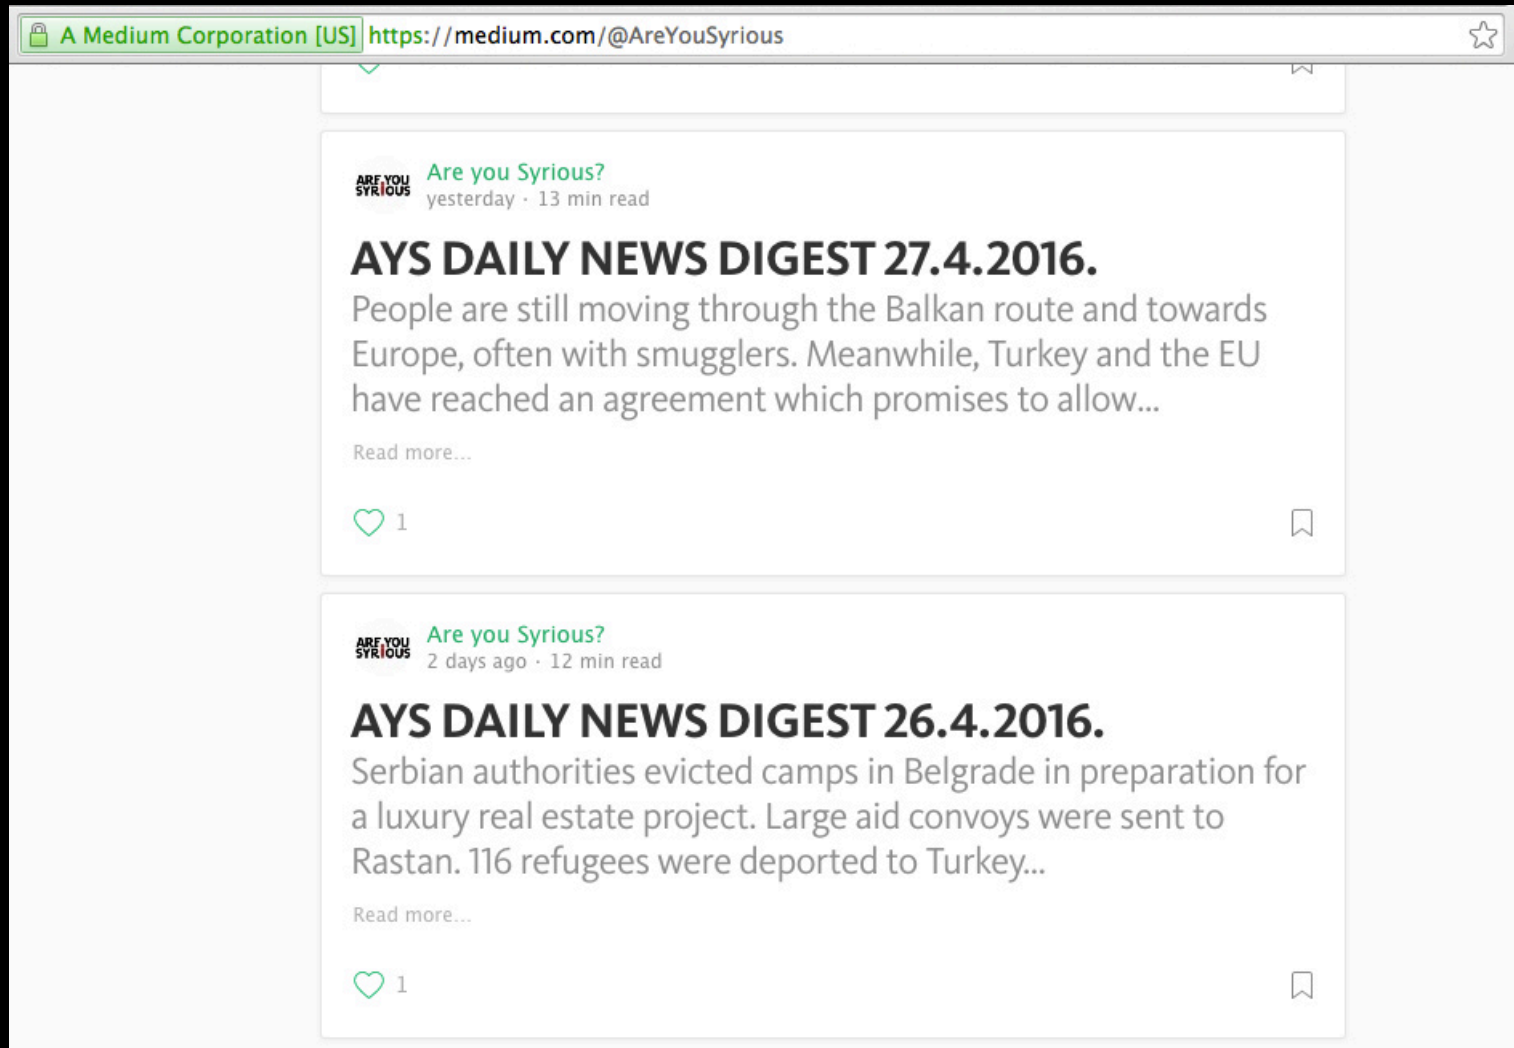 A Medium Corporation [US] https://medium.com/@AreYouSyrious
ARE YOU
SYRIOUS
Are you Syrious?
yesterday · 13 min read
AYS DAILY NEWS DIGEST 27.4.2016.
People are still moving through the Balkan route and towards
Europe, often with smugglers. Meanwhile, Turkey and the EU
have reached an agreement which promises to allow...
Read more...
1
ARE YOU
SYRIOUS
Are you Syrious?
2 days ago · 12 min read
AYS DAILY NEWS DIGEST 26.4.2016.
Serbian authorities evicted camps in Belgrade in preparation for
a luxury real estate project. Large aid convoys were sent to
Rastan. 116 refugees were deported to Turkey...
Read more...
1